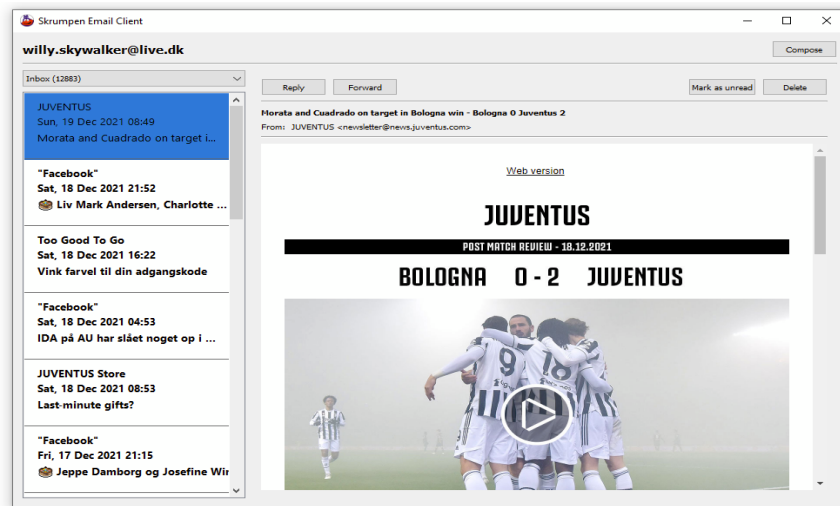 Skrumpen Email Client
willy.skywalker@live.dk
Compose
Inbox (12883)
Reply
Forward
Mark as unread
Delete
JUVENTUS
Sun, 19 Dec 2021 08:49
Morata and Cuadrado on target i...
"Facebook"
Sat, 18 Dec 2021 21:52
Liv Mark Andersen, Charlotte ...
Too Good To Go
Sat, 18 Dec 2021 16:22
Vink farvel til din adgangskode
"Facebook"
Sat, 18 Dec 2021 04:53
IDA på AU har slået noget op i ...
JUVENTUS Store
Sat, 18 Dec 2021 08:53
Last-minute gifts?
"Facebook"
Fri, 17 Dec 2021 21:15
Jeppe Damborg og Josefine Wir
Morata and Cuadrado on target in Bologna win - Bologna 0 Juventus 2
From: JUVENTUS <newsletter@news.juventus.com>
Web version
JUVENTUS
POST MATCH REVIEW - 18.12.2021
BOLOGNA 0 - 2 JUVENTUS
9
18